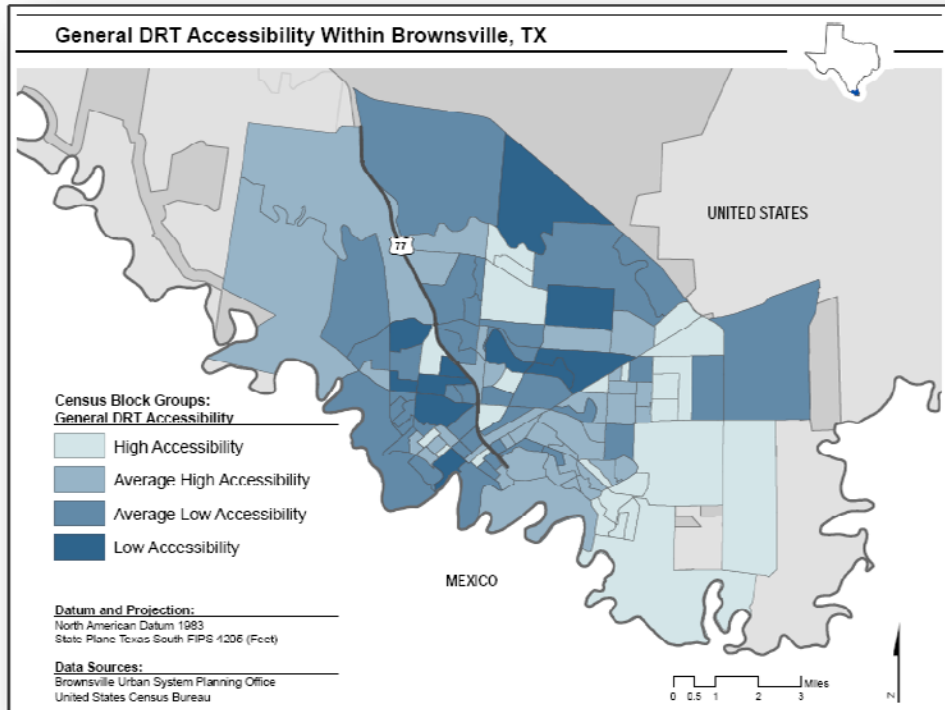 General DRT Accessibility Within Brownsville, TX
UNITED STATES
77
Census Block Groups:
General DRT Accessibility
High Accessibility
Average High Accessibility
Average Low Accessibility
Low Accessibility
MEXICO
Datum and Projection:
North American Datum 1983
State Plane Texas South FIPS 4205 (Feet)
Data Sources:
Brownsville Urban System Planning Office
United States Census Bureau
Miles
0 0.5 1 2 3
N